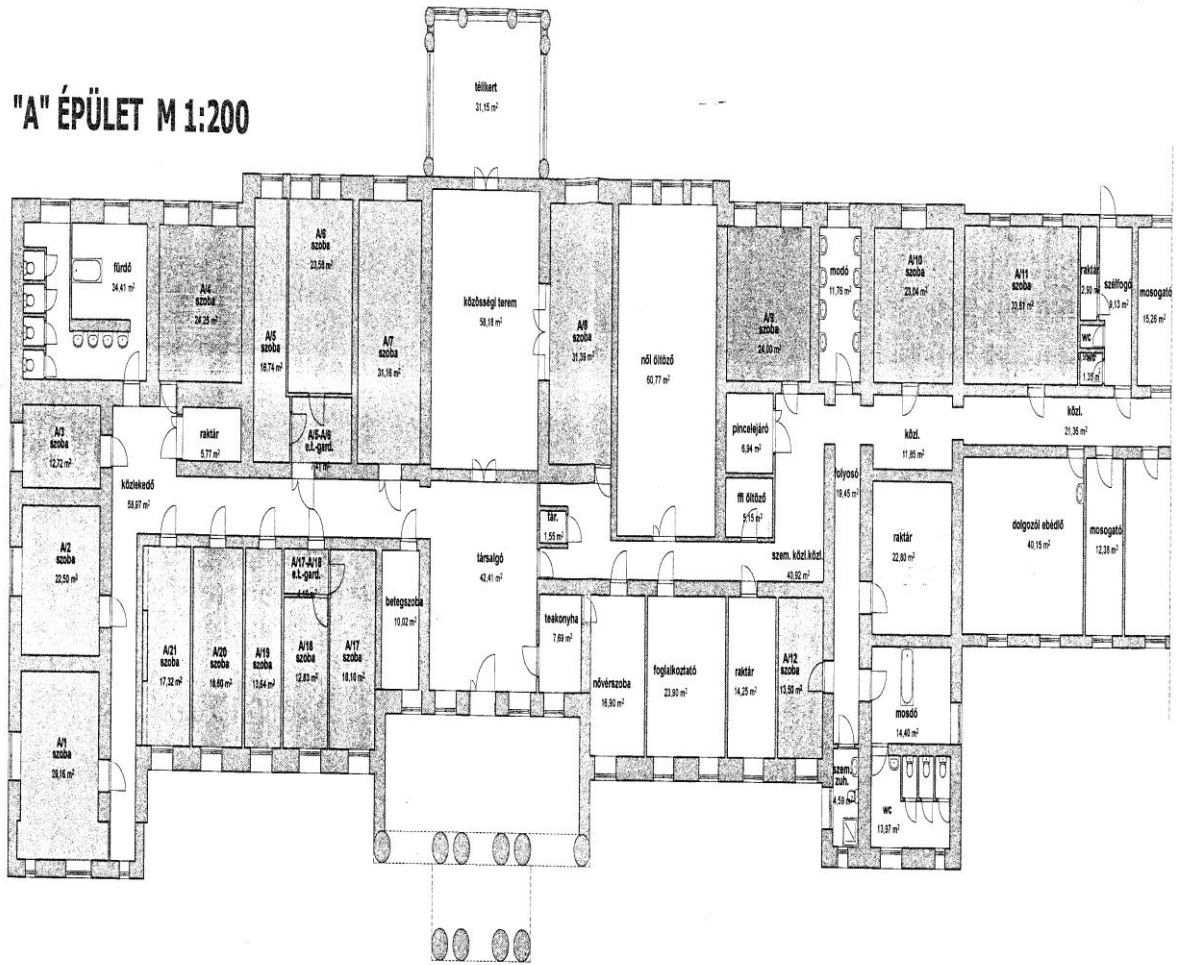 "A" ÉPÜLET M 1:200
télikert
31,15 m²
fürdő
34,41 m²
A/4
szoba
24,25 m²
A/5
szoba
18,74 m²
A/6
szoba
23,58 m²
A/7
szoba
31,16 m²
közösségi terem
58,18 m²
A/8
szoba
31,39 m²
női öltöző
60,77 m²
A/9
szoba
24,00 m²
modó
11,76 m²
A/10
szoba
23,04 m²
A/11
szoba
raktár
2,90 m²
szélfogó
9,13 m²
mosogató
15,26 m²
wc
wc
1,35 m²
A/3
szoba
12,72 m²
raktár
5,77 m²
A/5-A/6
e.t.-gard.
pincelejáró
6,94 m²
közl.
11,85 m²
közl.
21,36 m²
közlekedő
58,97 m²
ffi öltöző
5,15 m²
folyosó
19,45 m²
A/2
szoba
22,50 m²
tár.
1,55 m²
raktár
22,80 m²
dolgozói ebédlő
40,15 m²
mosogató
12,38 m²
társalgó
42,41 m²
szem. közl.közl.
40,92 m²
A/17-A/18
e.t.-gard.
betegszoba
10,02 m²
teakonyha
7,69 m²
A/21
szoba
17,32 m²
A/20
szoba
18,60 m²
A/19
szoba
13,64 m²
A/18
szoba
12,83 m²
A/17
szoba
18,10 m²
nővérszoba
16,90 m²
foglalkoztató
23,90 m²
raktár
14,25 m²
A/12
szoba
13,50 m²
mosdó
14,40 m²
A/1
szoba
28,16 m²
szem.
zuh.
4,59 m²
wc
13,97 m²